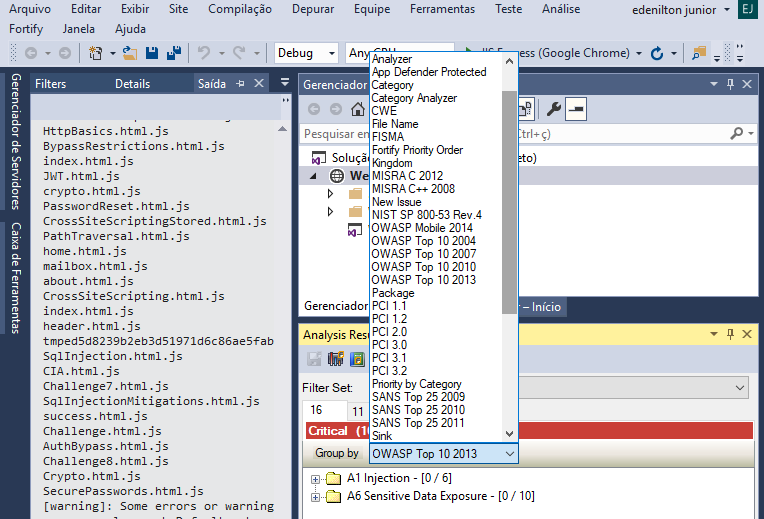 Arquivo Editar Exibir Site Compilação Depurar Equipe Ferramentas Teste Análise edenilton junior EJ
Fortify Janela Ajuda
Debug Any CPU IIS Express (Google Chrome)
Gerenciador de Servidores
Caixa de Ferramentas
Filters Details Saída
HttpBasics.html.js
BypassRestrictions.html.js
index.html.js
JWT.html.js
crypto.html.js
PasswordReset.html.js
CrossSiteScriptingStored.html.js
PathTraversal.html.js
home.html.js
mailbox.html.js
about.html.js
CrossSiteScripting.html.js
index.html.js
header.html.js
tmped5d8239b2eb3d51971d6c86ae5fab
SqlInjection.html.js
CIA.html.js
Challenge7.html.js
SqlInjectionMitigations.html.js
success.html.js
Challenge.html.js
AuthBypass.html.js
Challenge8.html.js
Crypto.html.js
SecurePasswords.html.js
[warning]: Some errors or warning
Gerenciador
Pesquisar en
Ctrl+ç)
Soluçã
eto)
We
Gerenciador
– Início
Analysis Resu
Filter Set:
16 11
Critical (16
Group by OWASP Top 10 2013
Analyzer
App Defender Protected
Category
Category Analyzer
CWE
File Name
FISMA
Fortify Priority Order
Kingdom
MISRA C 2012
MISRA C++ 2008
New Issue
NIST SP 800-53 Rev.4
OWASP Mobile 2014
OWASP Top 10 2004
OWASP Top 10 2007
OWASP Top 10 2010
OWASP Top 10 2013
Package
PCI 1.1
PCI 1.2
PCI 2.0
PCI 3.0
PCI 3.1
PCI 3.2
Priority by Category
SANS Top 25 2009
SANS Top 25 2010
SANS Top 25 2011
Sink
A1 Injection - [0 / 6]
A6 Sensitive Data Exposure - [0 / 10]